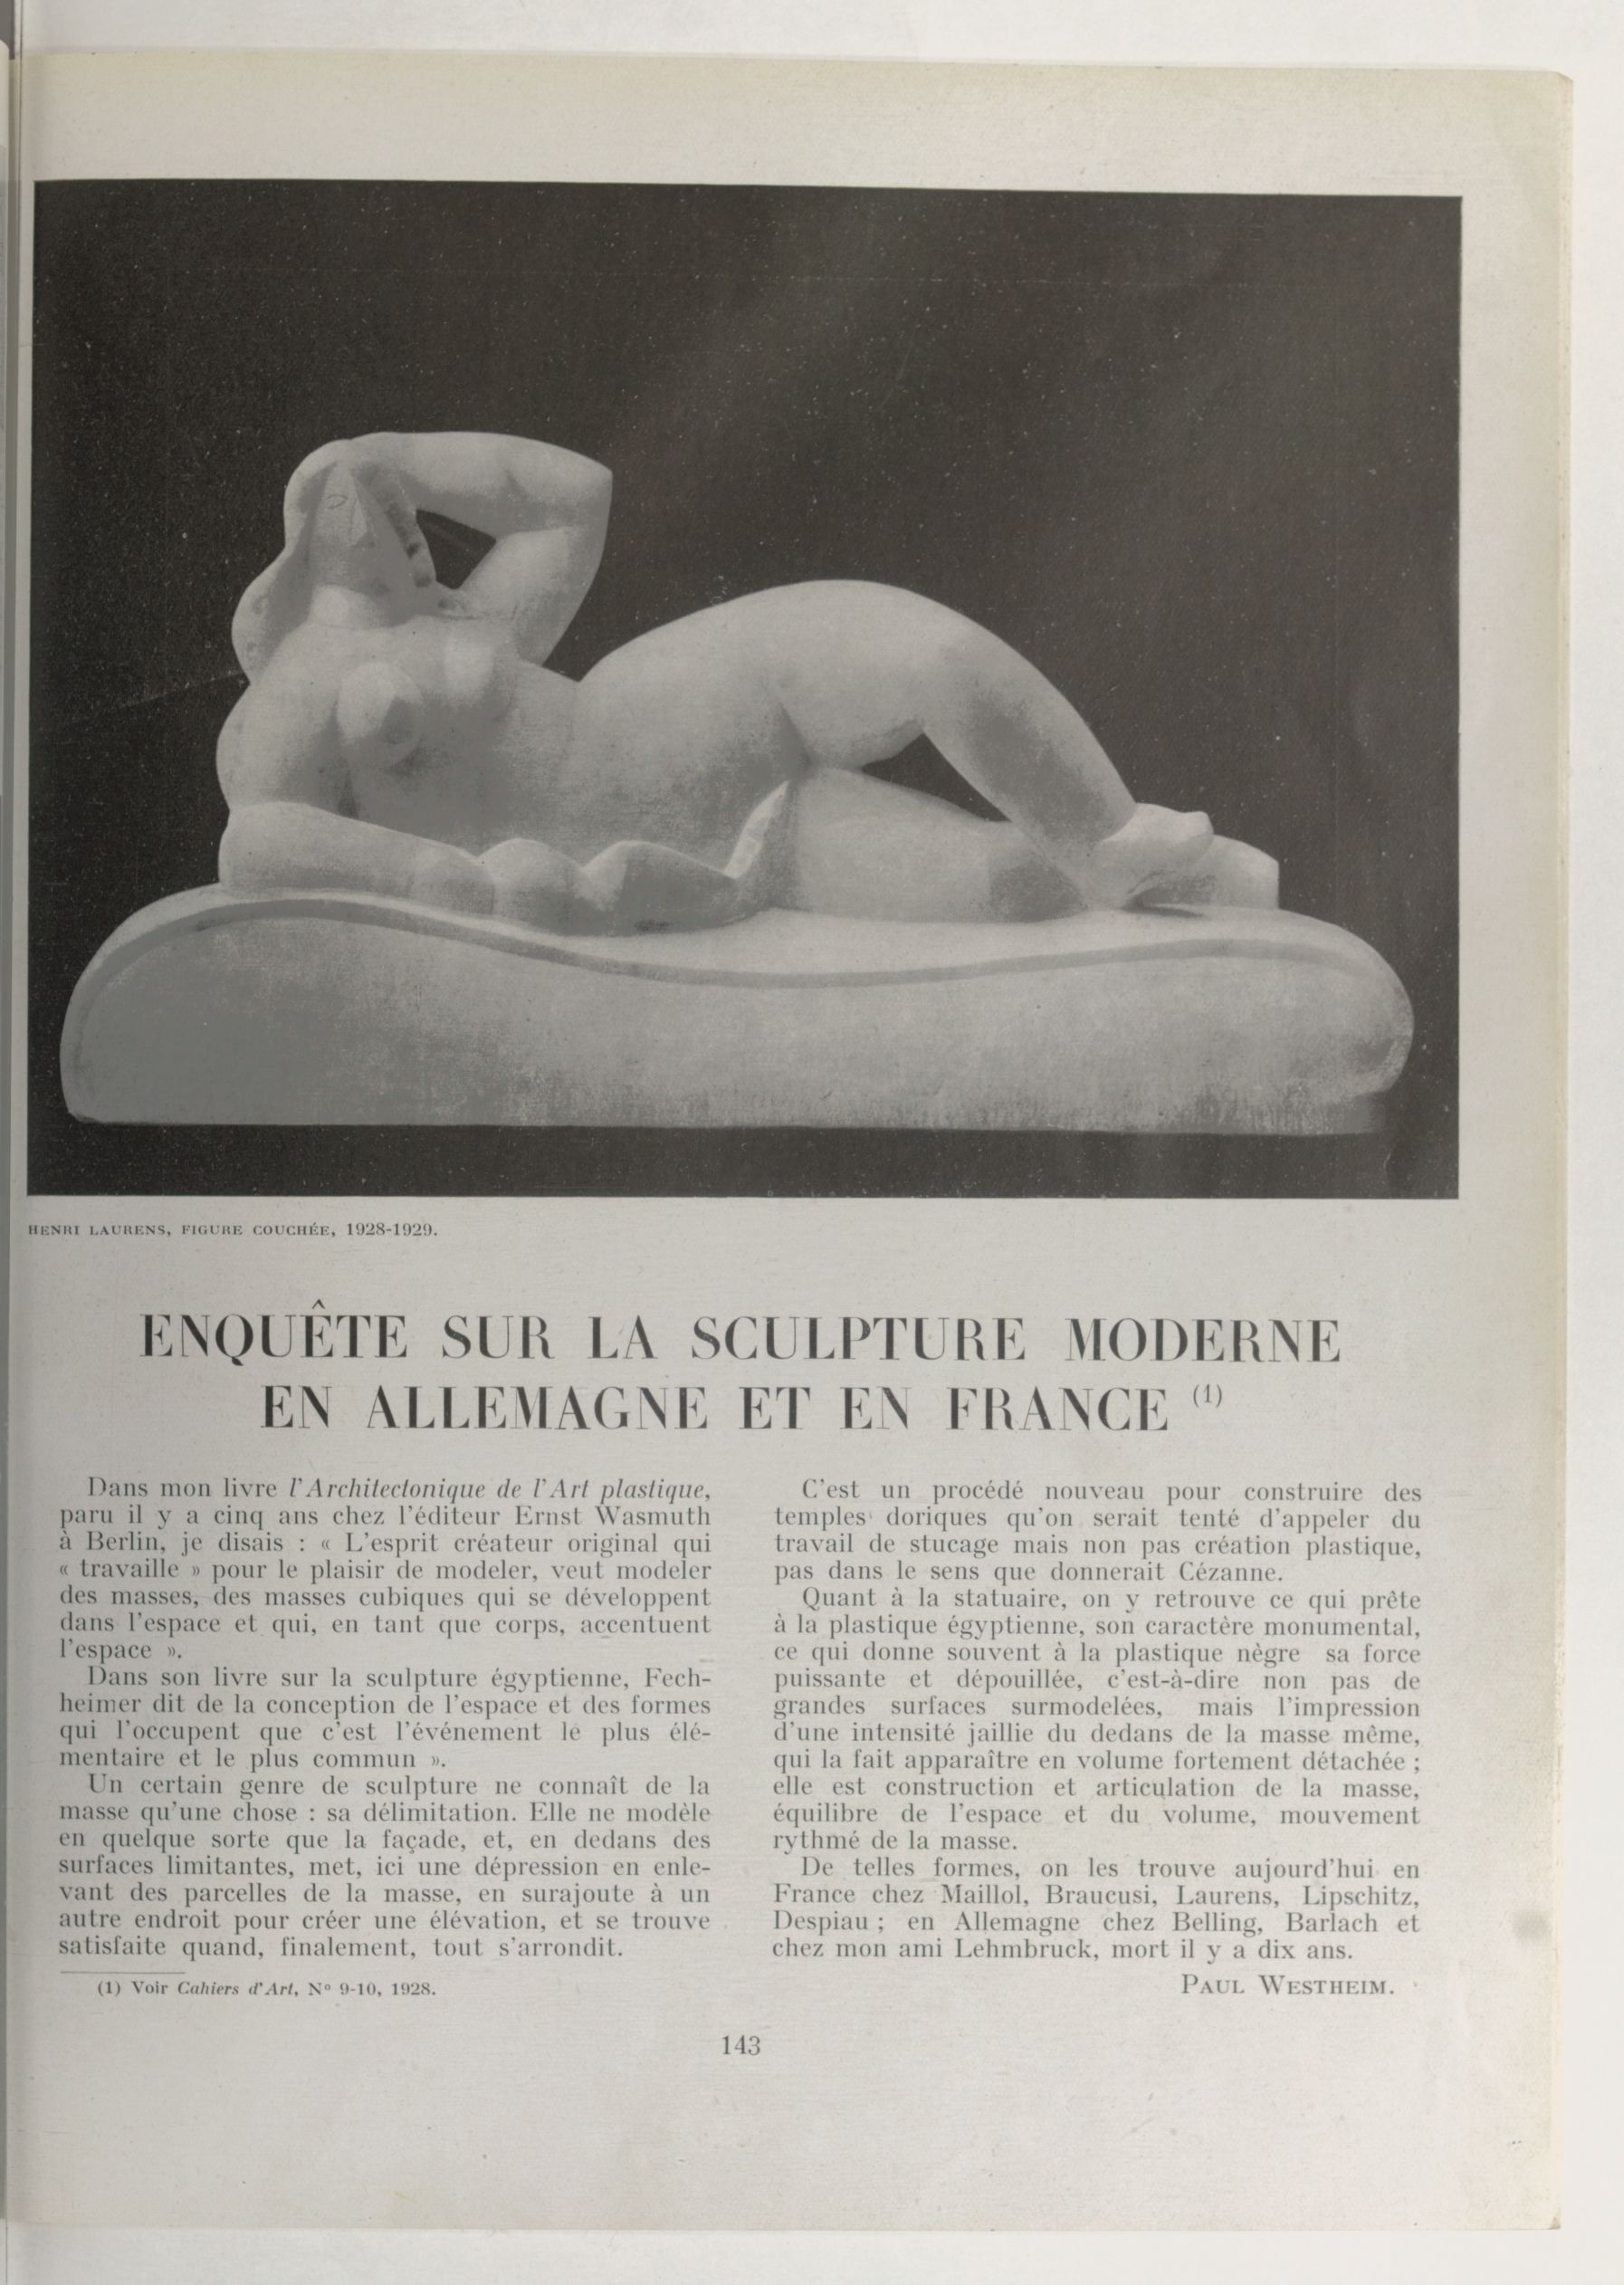 HENRI LAURENS, FIGURE COUCHÉE, 1928-1929.
ENQUÊTE SUR LA SCULPTURE MODERNE
EN ALLEMAGNE ET EN FRANCE (1)
Dans mon livre l'Architectonique de l'Art plastique,
paru il y a cinq ans chez l'éditeur Ernst Wasmuth
à Berlin, je disais : « L'esprit créateur original qui
« travaille » pour le plaisir de modeler, veut modeler
des masses, des masses cubiques qui se développent
dans l'espace et qui, en tant que corps, accentuent
l'espace ».
Dans son livre sur la sculpture égyptienne, Fech-
heimer dit de la conception de l'espace et des formes
qui l'occupent que c'est l'événement le plus élé-
mentaire et le plus commun ».
Un certain genre de sculpture ne connaît de la
masse qu'une chose : sa délimitation. Elle ne modèle
en quelque sorte que la façade, et, en dedans des
surfaces limitantes, met, ici une dépression en enle-
vant des parcelles de la masse, en surajoute à un
autre endroit pour créer une élévation, et se trouve
satisfaite quand, finalement, tout s'arrondit.
(1) Voir Cahiers d'Art, N° 9-10, 1928.
C'est un procédé nouveau pour construire des
temples doriques qu'on serait tenté d'appeler du
travail de stucage mais non pas création plastique,
pas dans le sens que donnerait Cézanne.
Quant à la statuaire, on y retrouve ce qui prête
à la plastique égyptienne, son caractère monumental,
ce qui donne souvent à la plastique nègre sa force
puissante et dépouillée, c'est-à-dire non pas de
grandes surfaces surmodelées, mais l'impression
d'une intensité jaillie du dedans de la masse même,
qui la fait apparaître en volume fortement détachée ;
elle est construction et articulation de la masse,
équilibre de l'espace et du volume, mouvement
rythmé de la masse.
De telles formes, on les trouve aujourd'hui en
France chez Maillol, Braucusi, Laurens, Lipschitz,
Despiau ; en Allemagne chez Belling, Barlach et
chez mon ami Lehmbruck, mort il y a dix ans.
PAUL WESTHEIM.
143